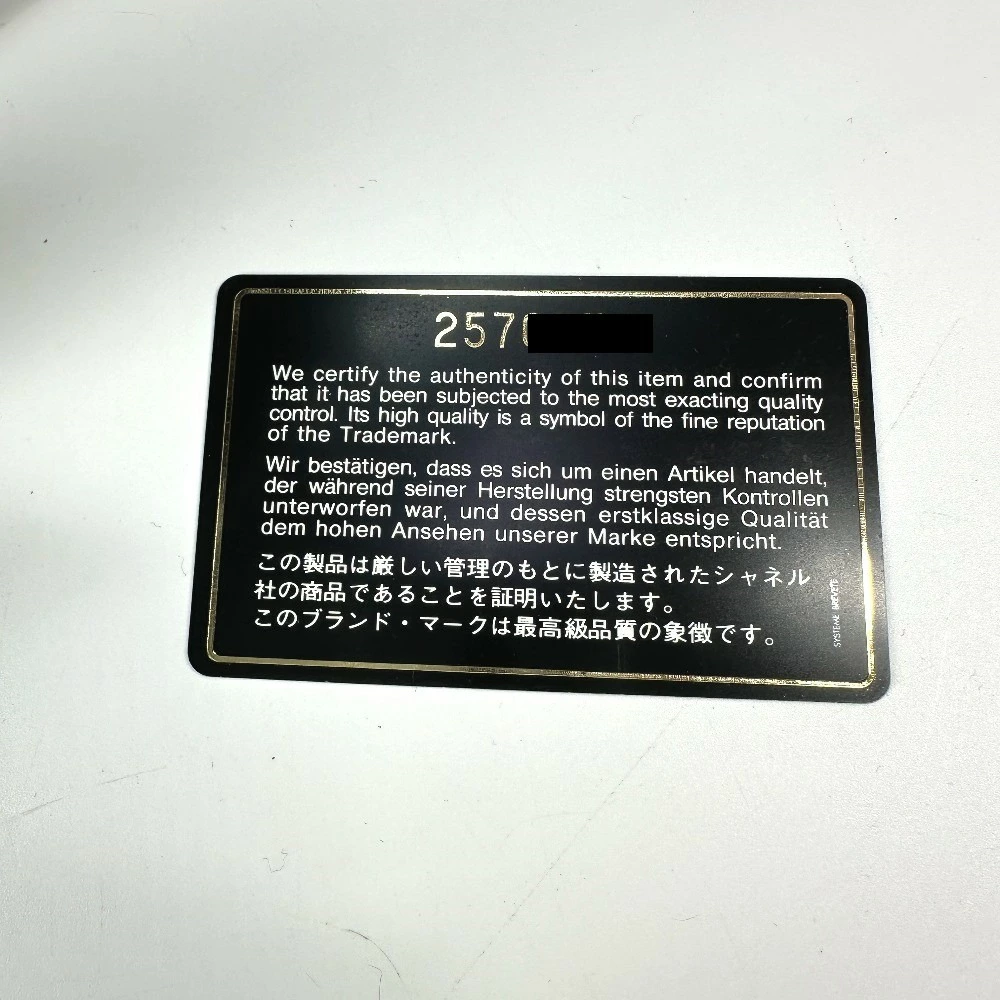 2570
We certify the authenticity of this item and confirm
that it has been subjected to the most exacting quality
control. Its high quality is a symbol of the fine reputation
of the Trademark.
Wir bestätigen, dass es sich um einen Artikel handelt,
der während seiner Herstellung strengsten Kontrollen
unterworfen war, und dessen erstklassige Qualität
dem hohen Ansehen unserer Marke entspricht.
この製品は厳しい管理のもとに製造されたシャネル
社の商品であることを証明いたします。
このブランド・マークは最高級品質の象徴です。
SYSTEME BREVETE